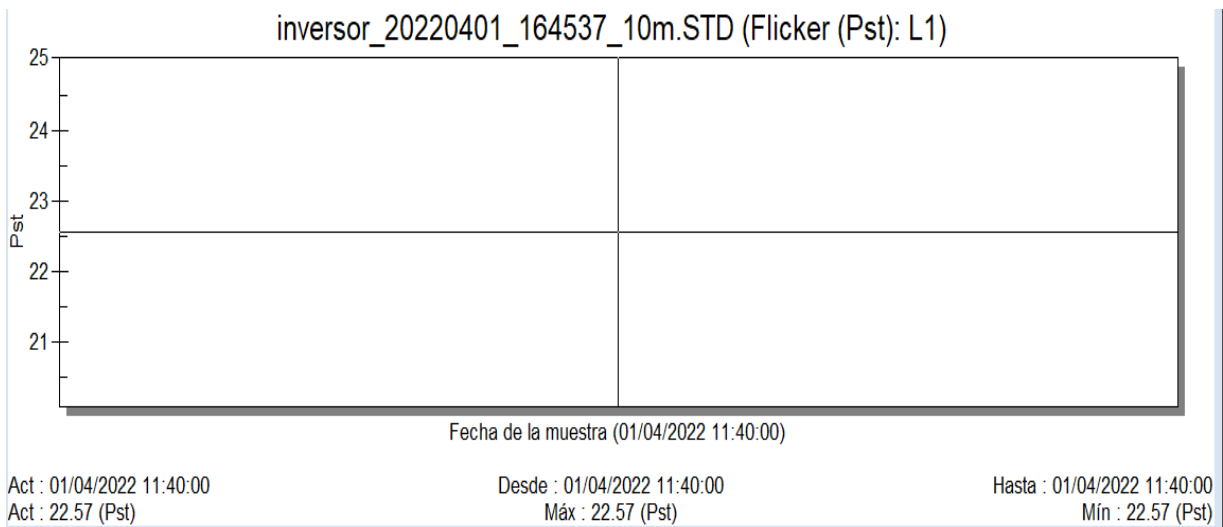 inversor_20220401_164537_10m.STD (Flicker (Pst): L1)
25
24
23
22
21
Pst
Fecha de la muestra (01/04/2022 11:40:00)
Act : 01/04/2022 11:40:00 Desde : 01/04/2022 11:40:00 Hasta : 01/04/2022 11:40:00
Act : 22.57 (Pst) Máx : 22.57 (Pst) Mín : 22.57 (Pst)